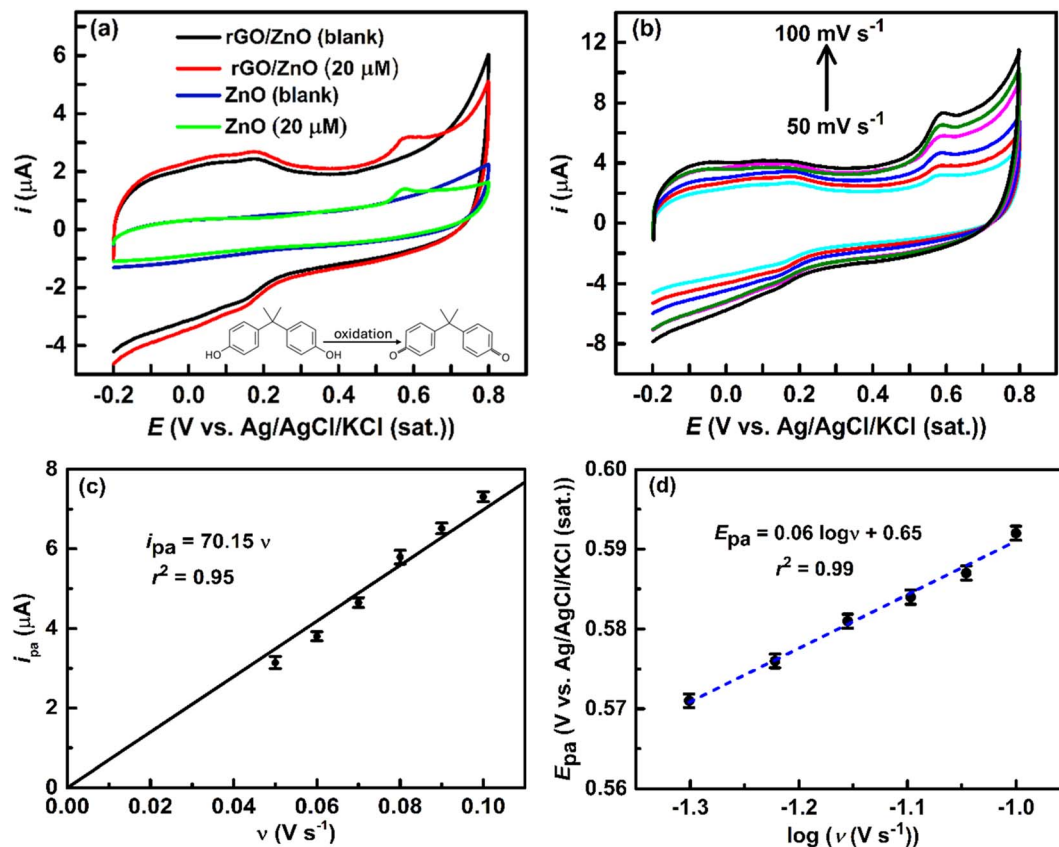 (a)
rGO/ZnO (blank)
rGO/ZnO (20 μM)
ZnO (blank)
ZnO (20 μM)
6
4
2
0
-2
-4
i (μA)
HO
OH
oxidation
O
O
-0.2 0.0 0.2 0.4 0.6 0.8
E (V vs. Ag/AgCl/KCl (sat.))
(b)
100 mV s⁻¹
50 mV s⁻¹
12
8
4
0
-4
-8
i (μA)
-0.2 0.0 0.2 0.4 0.6 0.8
E (V vs. Ag/AgCl/KCl (sat.))
(c)
i pa = 70.15 ν
r² = 0.95
8
6
4
2
0
i pa (μA)
0.00 0.02 0.04 0.06 0.08 0.10
ν (V s⁻¹)
(d)
E pa = 0.06 logν + 0.65
r² = 0.99
0.60
0.59
0.58
0.57
0.56
E pa (V vs. Ag/AgCl/KCl (sat.))
-1.3 -1.2 -1.1 -1.0
log (ν (V s⁻¹))